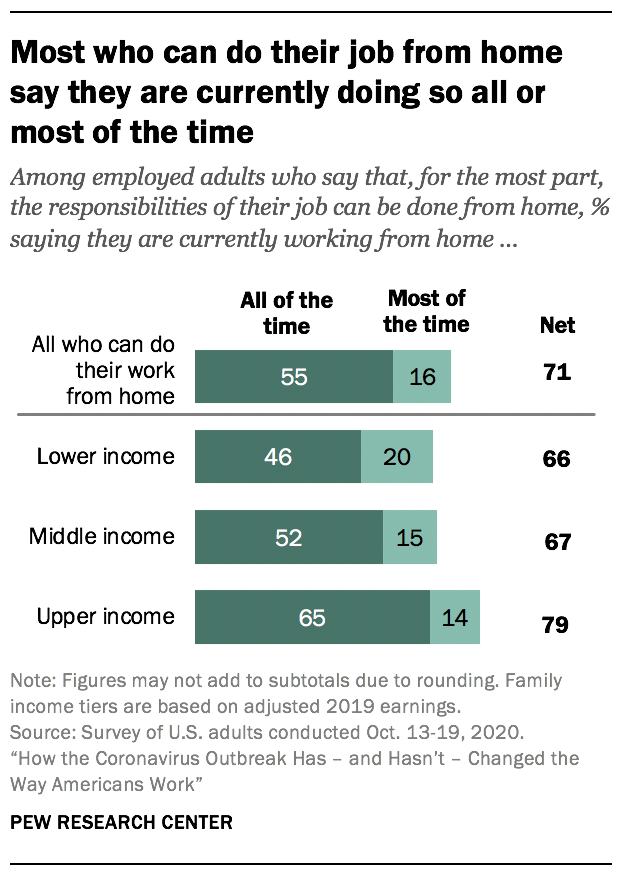 Most who can do their job from home
say they are currently doing so all or
most of the time
Among employed adults who say that, for the most part,
the responsibilities of their job can be done from home, %
saying they are currently working from home ...
All of the
time
Most of
the time
Net
All who can do
their work
from home
55
16
71
Lower income
46
20
66
Middle income
52
15
67
Upper income
65
14
79
Note: Figures may not add to subtotals due to rounding. Family
income tiers are based on adjusted 2019 earnings.
Source: Survey of U.S. adults conducted Oct. 13-19, 2020.
“How the Coronavirus Outbreak Has – and Hasn’t – Changed the
Way Americans Work”
PEW RESEARCH CENTER